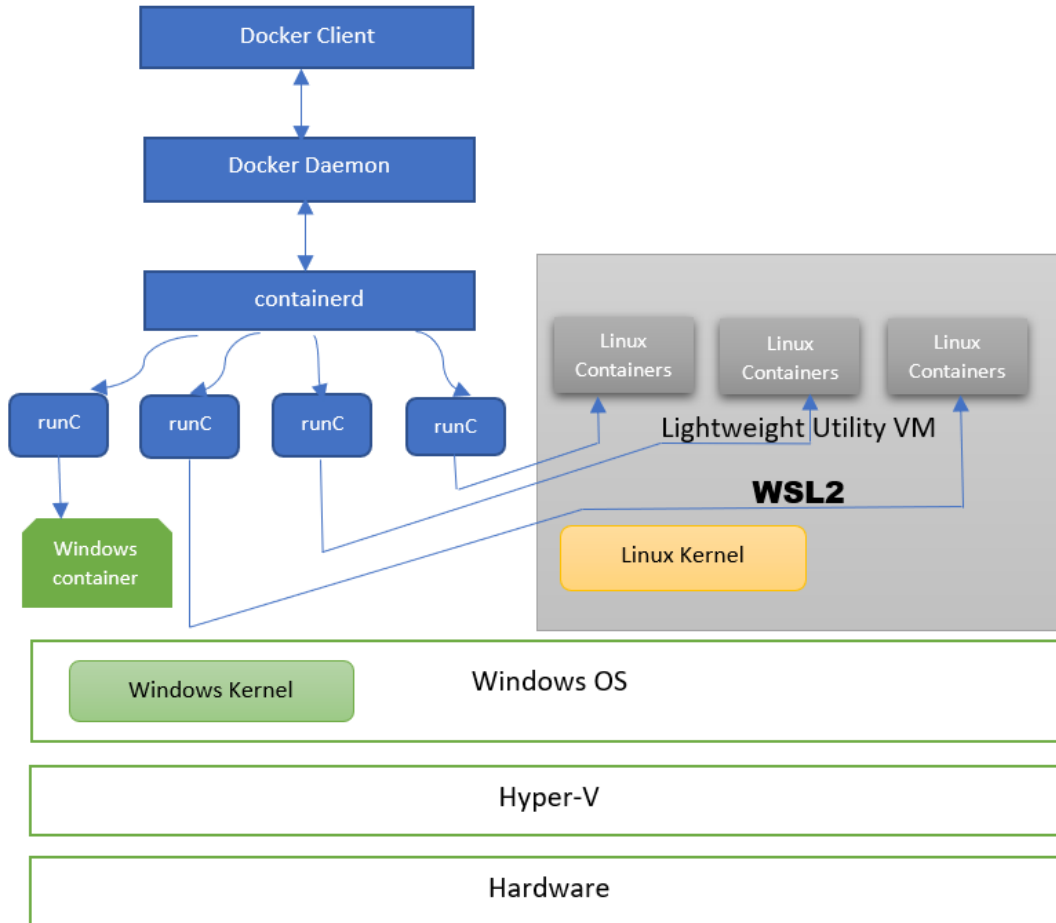 Docker Client
Docker Daemon
containerd
Linux
Containers
Linux
Containers
Linux
Containers
runC
runC
runC
runC
Lightweight Utility VM
WSL2
Windows
container
Linux Kernel
Windows Kernel
Windows OS
Hyper-V
Hardware